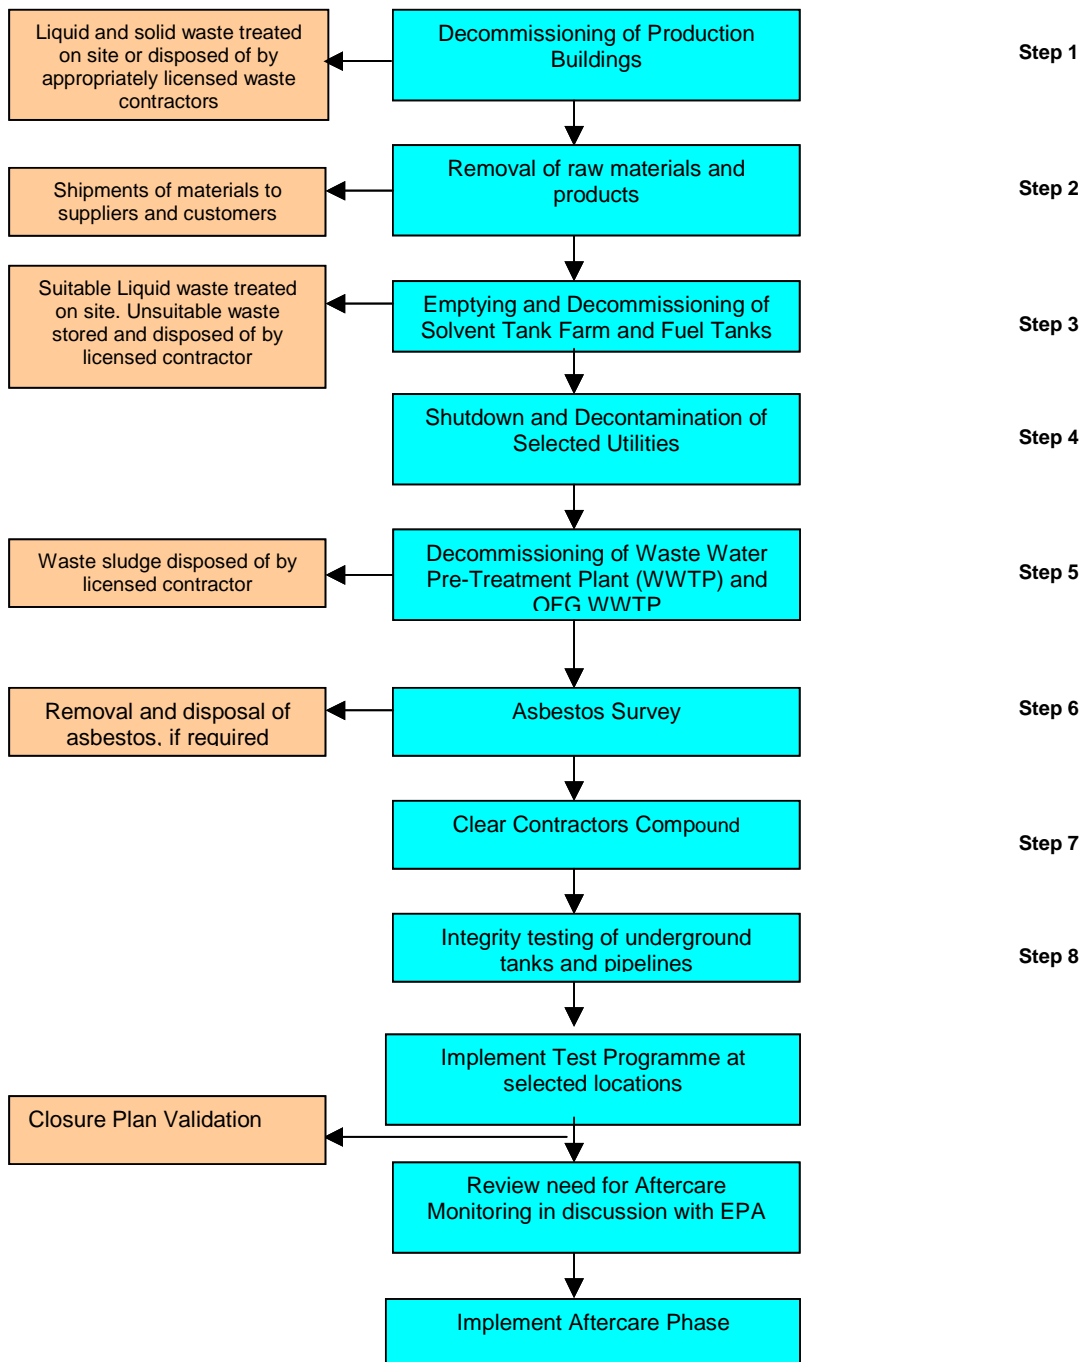 Liquid and solid waste treated
on site or disposed of by
appropriately licensed waste
contractors
Decommissioning of Production
Buildings
Step 1
Shipments of materials to
suppliers and customers
Removal of raw materials and
products
Step 2
Suitable Liquid waste treated
on site. Unsuitable waste
stored and disposed of by
licensed contractor
Emptying and Decommissioning of
Solvent Tank Farm and Fuel Tanks
Step 3
Shutdown and Decontamination of
Selected Utilities
Step 4
Waste sludge disposed of by
licensed contractor
Decommissioning of Waste Water
Pre-Treatment Plant (WWTP) and
OFG WWTP
Step 5
Removal and disposal of
asbestos, if required
Asbestos Survey
Step 6
Clear Contractors Compound
Step 7
Integrity testing of underground
tanks and pipelines
Step 8
Implement Test Programme at
selected locations
Closure Plan Validation
Review need for Aftercare
Monitoring in discussion with EPA
Implement Aftercare Phase